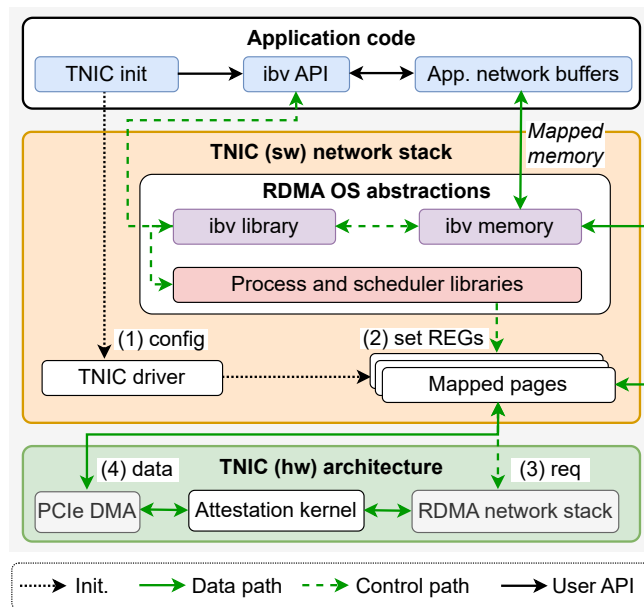 Application code
TNIC init
ibv API
App. network buffers
Mapped
memory
TNIC (sw) network stack
RDMA OS abstractions
ibv library
ibv memory
Process and scheduler libraries
(1) config
(2) set REGs
TNIC driver
Mapped pages
(4) data
TNIC (hw) architecture
(3) req
PCIe DMA
Attestation kernel
RDMA network stack
Init.
Data path
Control path
User API